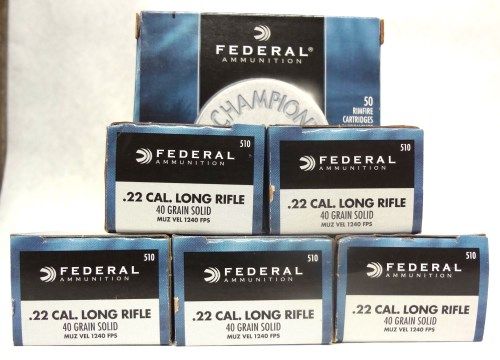 FEDERAL®
AMMUNITION
CHAMPION
50
RIMFIRE
CARTRIDGES
510
FEDERAL
AMMUNITION
.22 CAL. LONG RIFLE
40 GRAIN SOLID
MUZ VEL 1240 FPS
510
FEDERAL
AMMUNITION
.22 CAL. LONG RIFLE
40 GRAIN SOLID
MUZ VEL 1240 FPS
510
FEDERAL
AMMUNITION
.22 CAL. LONG RIFLE
40 GRAIN SOLID
MUZ VEL 1240 FPS
510
FEDERAL
AMMUNITION
.22 CAL. LONG RIFLE
40 GRAIN SOLID
MUZ VEL 1240 FPS
510
FEDERAL
AMMUNITION
.22 CAL. LONG RIFLE
40 GRAIN SOLID
MUZ VEL 1240 FPS